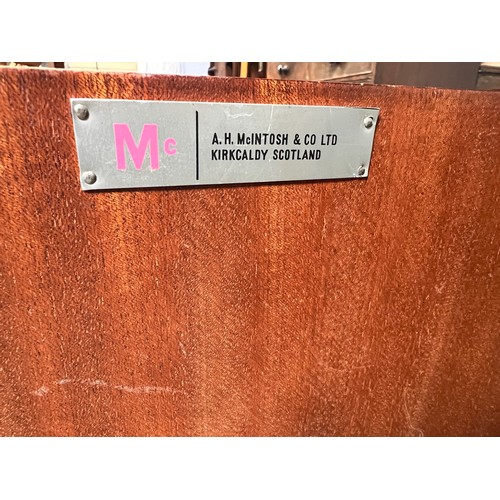 Mc
A.H. McINTOSH & CO LTD
KIRKCALDY SCOTLAND